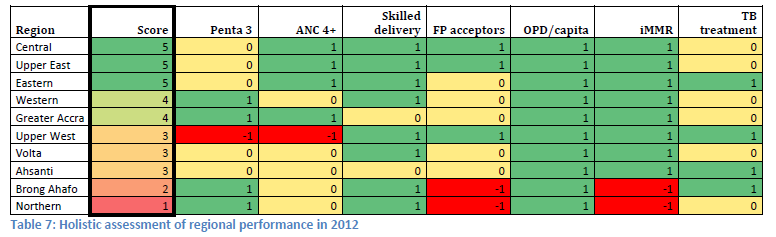 Region Score Penta 3 ANC 4+ Skilled delivery FP acceptors OPD/capita iMMR TB treatment
Central 5 0 1 1 1 1 1 0
Upper East 5 0 1 1 1 1 1 0
Eastern 5 0 1 1 0 1 1 1
Western 4 1 0 1 0 1 1 0
Greater Accra 4 1 1 0 0 1 1 0
Upper West 3 -1 -1 1 1 1 1 1
Volta 3 0 0 1 0 1 1 0
Ahsanti 3 0 0 0 0 1 1 1
Brong Ahafo 2 1 0 1 -1 1 -1 1
Northern 1 1 0 1 -1 1 -1 0
Table 7: Holistic assessment of regional performance in 2012